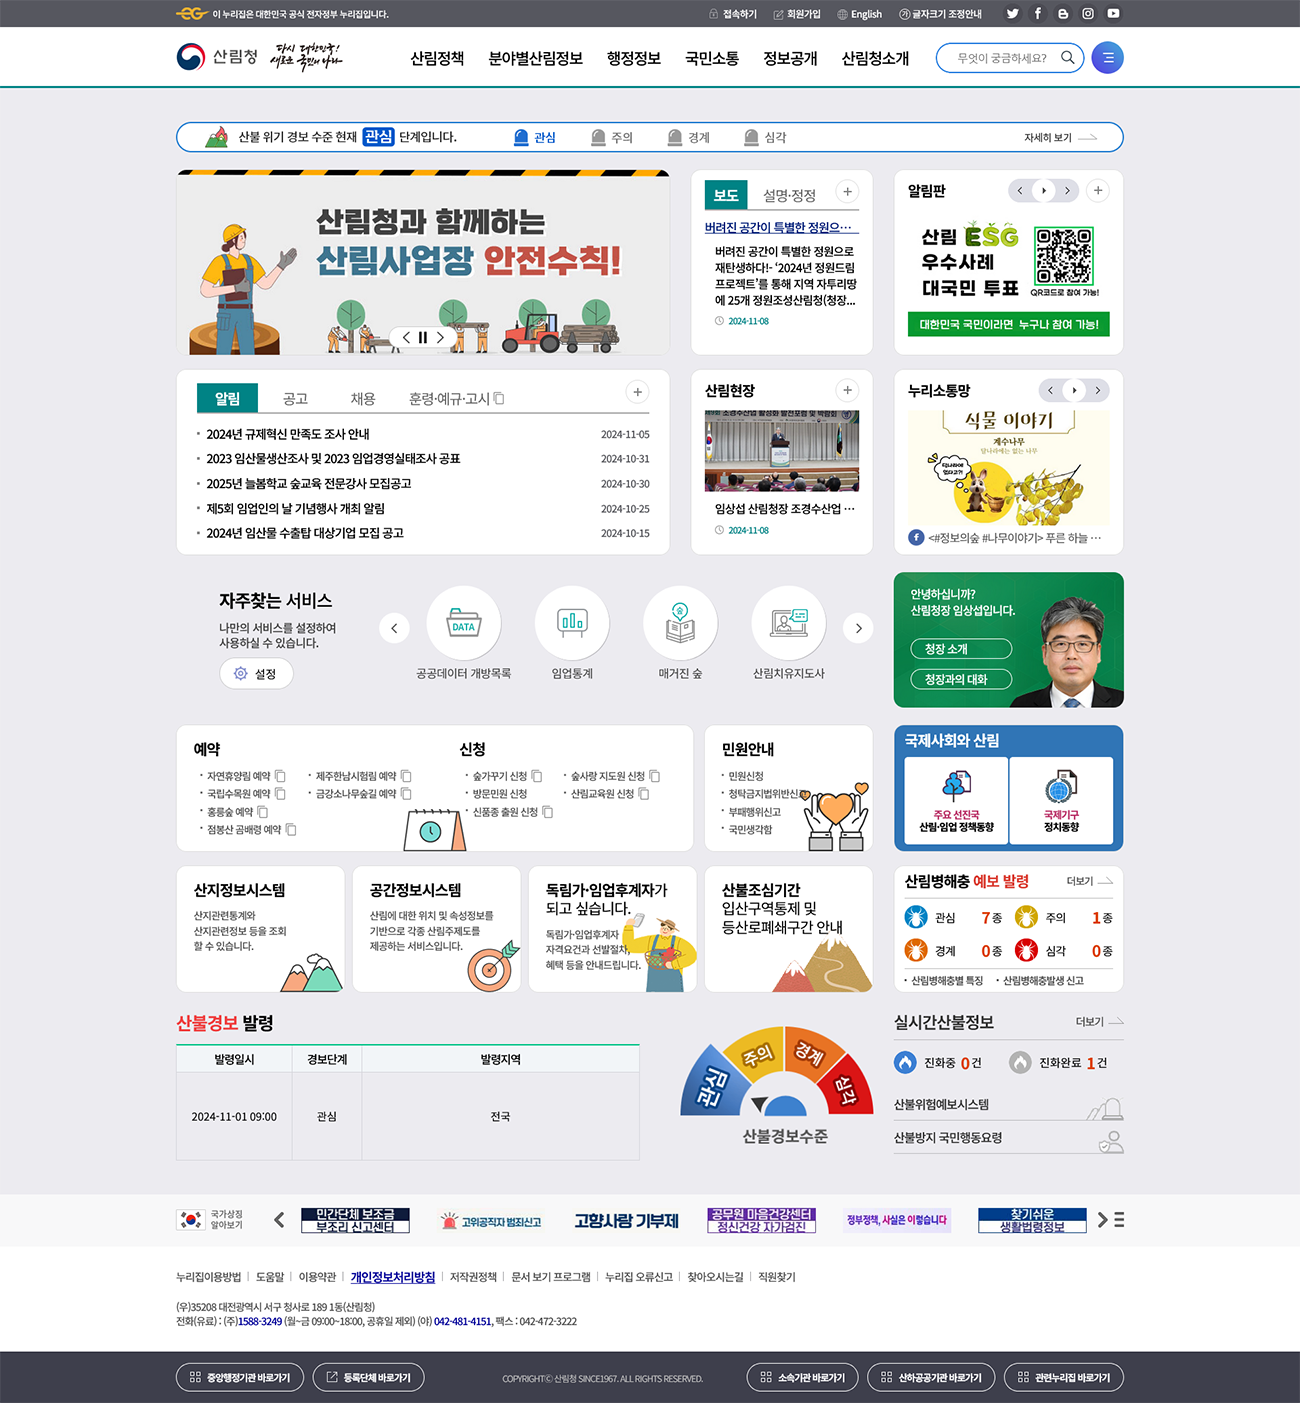 이 누리집은 대한민국 공식 전자정부 누리집입니다.
접속하기 회원가입 English 글자크기 조정안내
산림청 다시 대한민국! 새로운 국민의 나라
산림정책 분야별산림정보 행정정보 국민소통 정보공개 산림청소개
무엇이 궁금하세요?
산불 위기 경보 수준 현재 관심 단계입니다. 관심 주의 경계 심각 자세히 보기
산림청과 함께하는
산림사업장 안전수칙!
보도 설명·정정
버려진 공간이 특별한 정원으…
버려진 공간이 특별한 정원으로
재탄생하다!- ‘2024년 정원드림
프로젝트’를 통해 지역 자투리땅
에 25개 정원조성산림청(청장...
2024-11-08
알림판
산림 ESG
우수사례
대국민 투표
QR코드로 참여 가능!
대한민국 국민이라면 누구나 참여 가능!
알림 공고 채용 훈령·예규·고시
2024년 규제혁신 만족도 조사 안내 2024-11-05
2023 임산물생산조사 및 2023 임업경영실태조사 공표 2024-10-31
2025년 늘봄학교 숲교육 전문강사 모집공고 2024-10-30
제5회 임업인의 날 기념행사 개최 알림 2024-10-25
2024년 임산물 수출탑 대상기업 모집 공고 2024-10-15
산림현장
임상섭 산림청장 조경수산업 …
2024-11-08
누리소통망
식물 이야기
계수나무
달나라에는 없는 나무
<#정보의숲 #나무이야기> 푸른 하늘 …
자주찾는 서비스
나만의 서비스를 설정하여
사용하실 수 있습니다.
설정
DATA
공공데이터 개방목록 임업통계 매거진 숲 산림치유지도사
안녕하십니까?
산림청장 임상섭입니다.
청장 소개
청장과의 대화
예약
자연휴양림 예약 제주한남시험림 예약
국립수목원 예약 금강소나무숲길 예약
홍릉숲 예약
점봉산 곰배령 예약
신청
숲가꾸기 신청 숲사랑 지도원 신청
방문민원 신청 산림교육원 신청
신품종 출원 신청
민원안내
민원신청
청탁금지법위반신고
부패행위신고
국민생각함
국제사회와 산림
주요 선진국
산림·임업 정책동향
국제기구
정치동향
산지정보시스템
산지관련통계와
산지관련정보 등을 조회
할 수 있습니다.
공간정보시스템
산림에 대한 위치 및 속성정보를
기반으로 각종 산림주제도를
제공하는 서비스입니다.
독림가·임업후계자가
되고 싶습니다.
독림가·임업후계자
자격요건과 선발절차,
혜택 등을 안내드립니다.
산불조심기간
입산구역통제 및
등산로폐쇄구간 안내
산림병해충 예보 발령 더보기
관심 7종 주의 1종
경계 0종 심각 0종
산림병해충별 특징 산림병해충발생 신고
산불경보 발령
발령일시 경보단계 발령지역
2024-11-01 09:00 관심 전국
관심 주의 경계 심각
산불경보수준
실시간산불정보 더보기
진화중 0건 진화완료 1건
산불위험예보시스템
산불방지 국민행동요령
국가상징
알아보기
민간단체 보조금
부조리 신고센터
고위공직자 범죄신고
고향사랑 기부제
공무원 마음건강센터
정신건강 자가검진
정부정책, 사실은 이렇습니다
찾기쉬운
생활법령정보
누리집이용방법 도움말 이용약관 개인정보처리방침 저작권정책 문서 보기 프로그램 누리집 오류신고 찾아오시는길 직원찾기
(우)35208 대전광역시 서구 청사로 189 1동(산림청)
전화(유료) : (주)1588-3249 (월~금 09:00~18:00, 공휴일 제외) (야) 042-481-4151, 팩스 : 042-472-3222
중앙행정기관 바로가기 등록단체 바로가기 COPYRIGHTⓒ 산림청 SINCE1967. ALL RIGHTS RESERVED. 소속기관 바로가기 산하공공기관 바로가기 관련누리집 바로가기